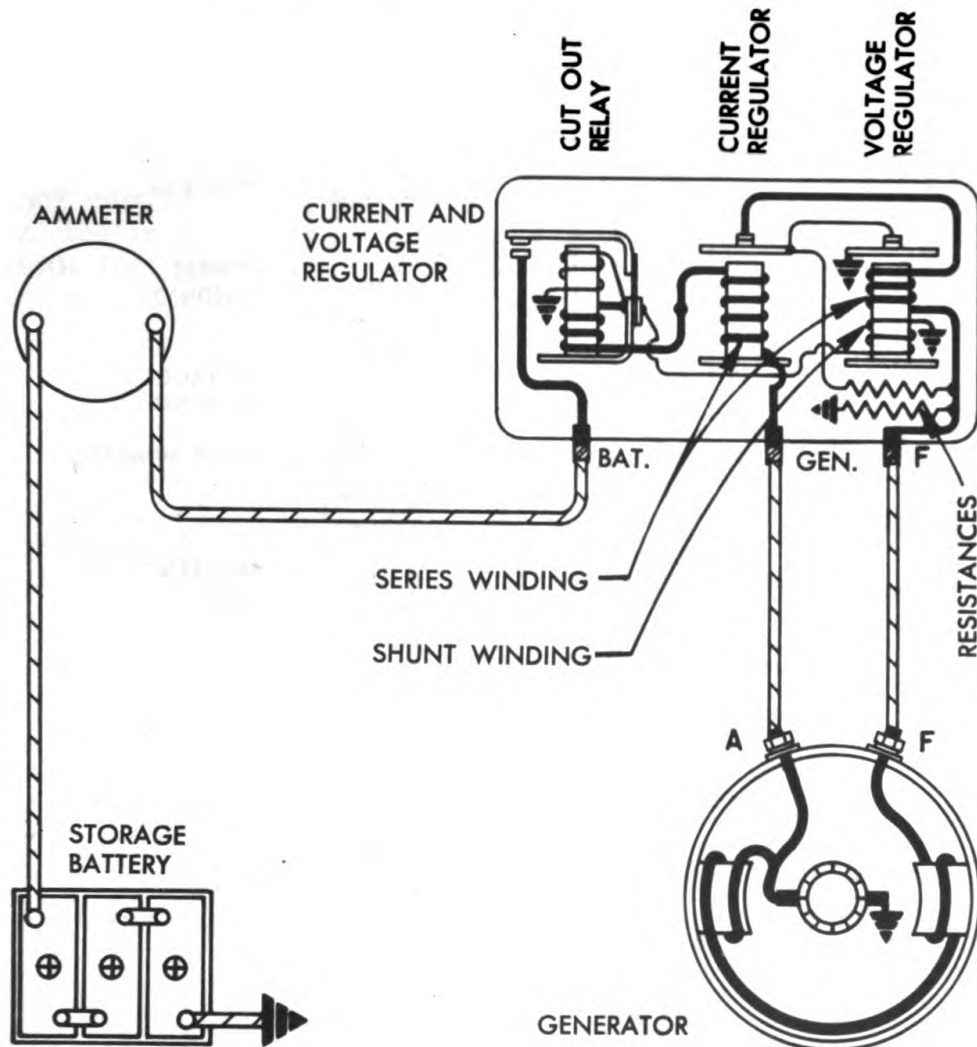 CUT OUT
RELAY
CURRENT
REGULATOR
VOLTAGE
REGULATOR
AMMETER
CURRENT AND
VOLTAGE
REGULATOR
BAT.
GEN.
F
RESISTANCES
SERIES WINDING
SHUNT WINDING
A
F
STORAGE
BATTERY
GENERATOR